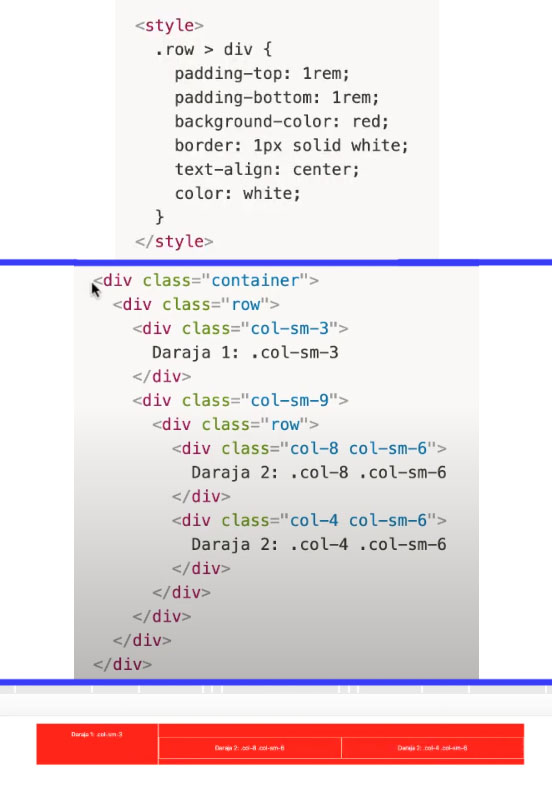 <style>
.row > div {
padding-top: 1rem;
padding-bottom: 1rem;
background-color: red;
border: 1px solid white;
text-align: center;
color: white;
}
</style>
<div class="container">
<div class="row">
<div class="col-sm-3">
Daraja 1: .col-sm-3
</div>
<div class="col-sm-9">
<div class="row">
<div class="col-8 col-sm-6">
Daraja 2: .col-8 .col-sm-6
</div>
<div class="col-4 col-sm-6">
Daraja 2: .col-4 .col-sm-6
</div>
</div>
</div>
</div>
</div>
Daraja 1: .col-sm-3
Daraja 2: .col-8 .col-sm-6
Daraja 2: .col-4 .col-sm-6